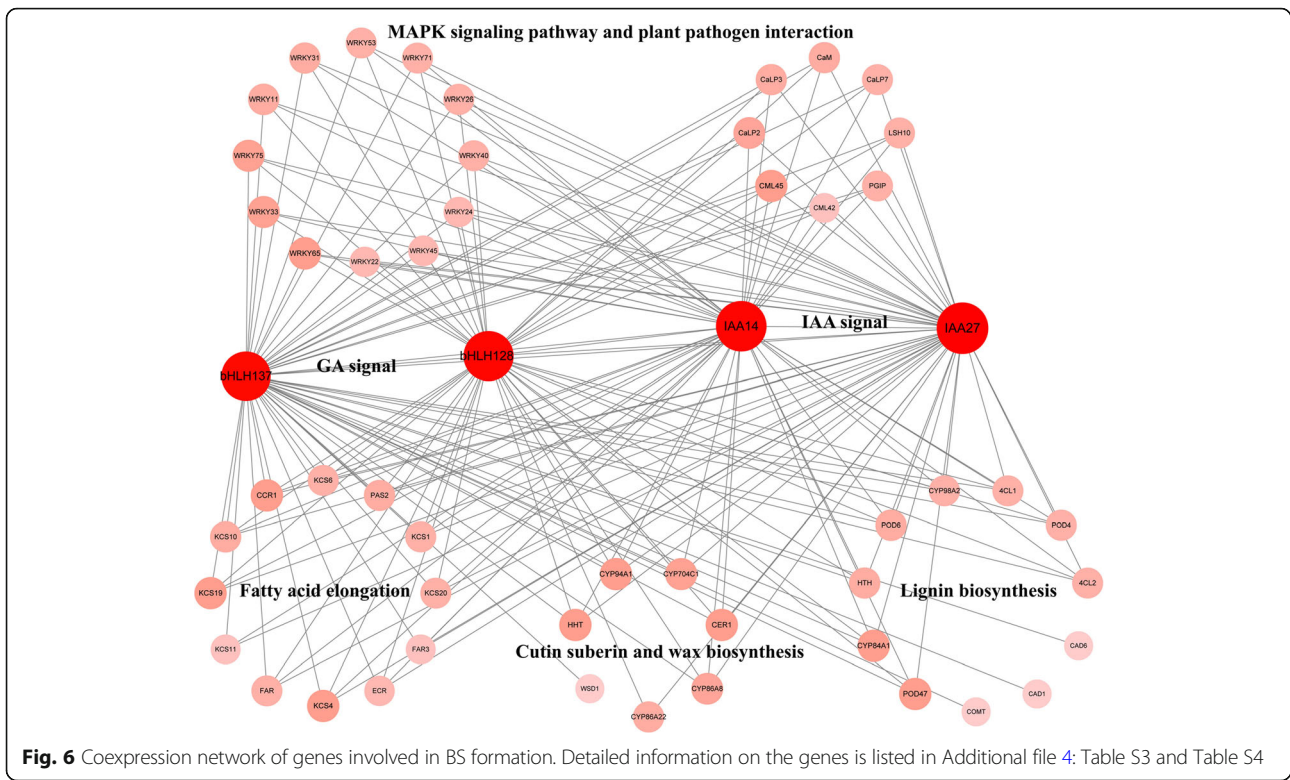 MAPK signaling pathway and plant pathogen interaction
WRKY53
WRKY31
WRKY71
WRKY11
WRKY26
WRKY75
WRKY40
WRKY33
WRKY24
WRKY65
WRKY22
WRKY45
CaM
CaLP3
CaLP7
CaLP2
LSH10
CML45
PGIP
CML42
IAA14
IAA signal
IAA27
bHLH128
GA signal
bHLH137
KCS6
CCR1
PAS2
KCS10
KCS1
KCS19
Fatty acid elongation
KCS20
KCS11
FAR3
FAR
ECR
KCS4
CYP94A1
CYP704C1
HHT
CER1
Cutin suberin and wax biosynthesis
WSD1
CYP86A8
CYP86A22
CYP98A2
4CL1
POD6
POD4
HTH
4CL2
Lignin biosynthesis
CYP84A1
CAD6
POD47
CAD1
COMT
Fig. 6 Coexpression network of genes involved in BS formation. Detailed information on the genes is listed in Additional file 4: Table S3 and Table S4